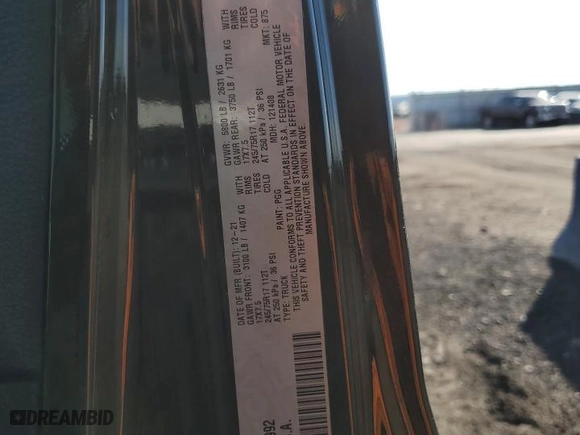 DATE OF MFR (BUILT): 12-21 GVWR: 5800 LB / 2631 KG
GAWR FRONT: 3100 LB / 1407 KG WITH GAWR REAR: 3750 LB / 1701 KG WITH
17X7.5 RIMS 17X7.5 RIMS
245/75R17 112T TIRES 245/75R17 112T TIRES
AT 250 kPa / 36 PSI COLD AT 250 kPa / 36 PSI COLD
TYPE: TRUCK PAINT: PGG MDH: 121408 MKT: 875
THIS VEHICLE CONFORMS TO ALL APPLICABLE U.S.A. FEDERAL MOTOR VEHICLE
SAFETY AND THEFT PREVENTION STANDARDS IN EFFECT ON THE DATE OF
MANUFACTURE SHOWN ABOVE.
992
.A.
DREAMBID